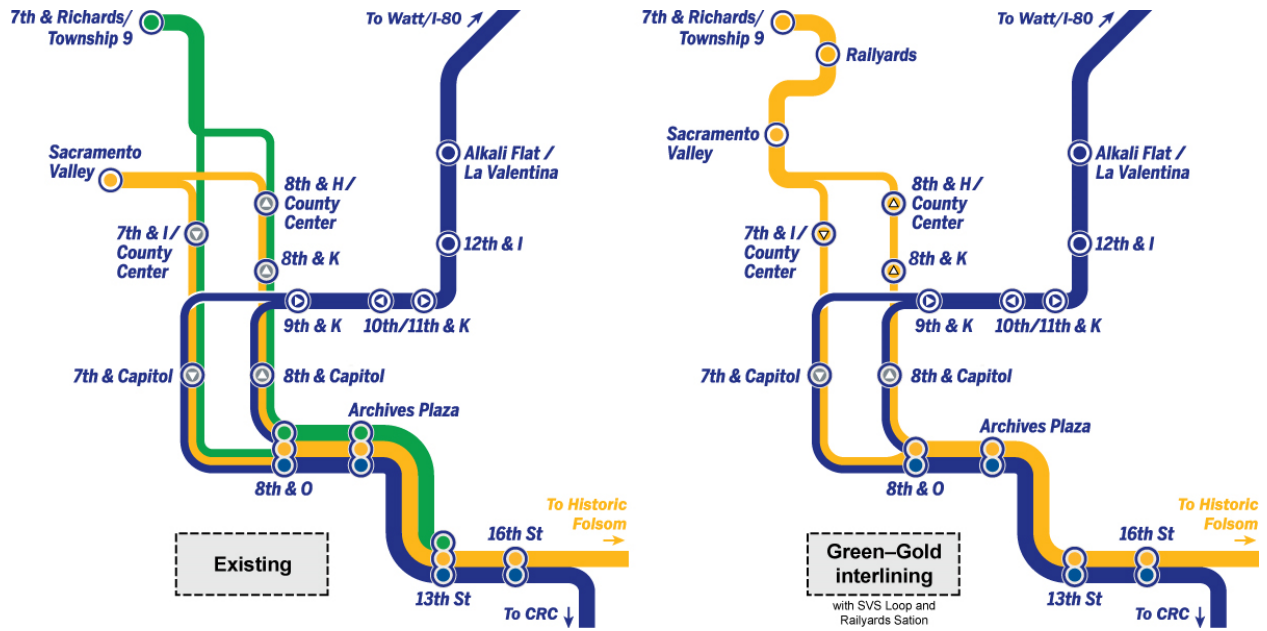 7th & Richards/
Township 9
To Watt/I-80
Sacramento
Valley
Alkali Flat /
La Valentina
8th & H/
County
Center
7th & I/
County
Center
12th & I
8th & K
9th & K
10th/11th & K
7th & Capitol
8th & Capitol
Archives Plaza
8th & O
To Historic
Folsom
16th St
Existing
13th St
To CRC
7th & Richards/
Township 9
To Watt/I-80
Railyards
Sacramento
Valley
Alkali Flat /
La Valentina
8th & H/
County
Center
7th & I/
County
Center
12th & I
8th & K
9th & K
10th/11th & K
7th & Capitol
8th & Capitol
Archives Plaza
8th & O
To Historic
Folsom
16th St
Green–Gold
interlining
with SVS Loop and
Railyards Sation
13th St
To CRC